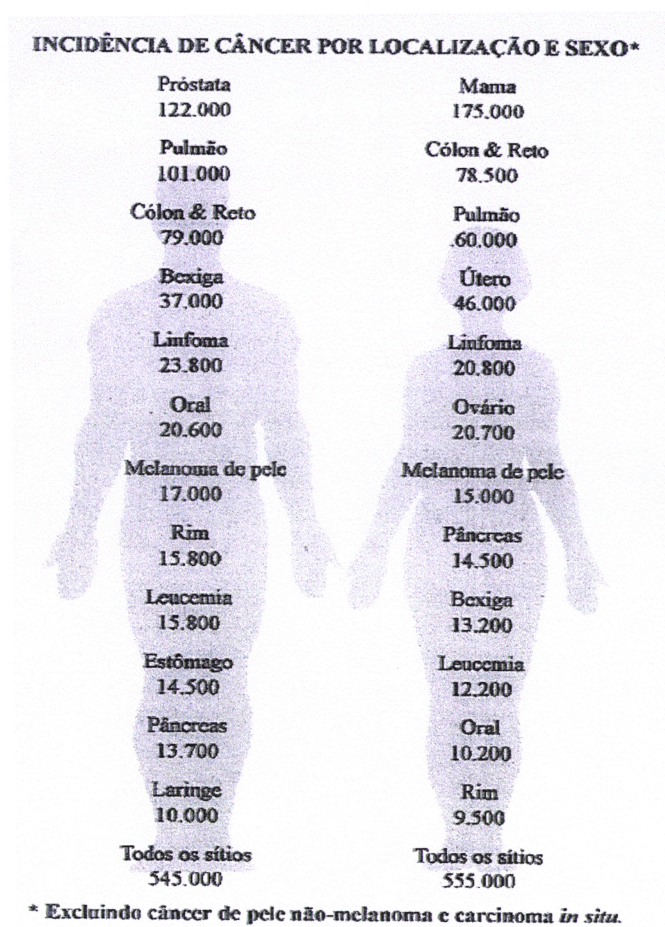 INCIDÊNCIA DE CÂNCER POR LOCALIZAÇÃO E SEXO*
Próstata
122.000
Pulmão
101.000
Cólon & Reto
79.000
Bexiga
37.000
Linfoma
23.800
Oral
20.600
Melanoma de pele
17.000
Rim
15.800
Leucemia
15.800
Estômago
14.500
Pâncreas
13.700
Laringe
10.000
Todos os sítios
545.000
Mama
175.000
Cólon & Reto
78.500
Pulmão
60.000
Útero
46.000
Linfoma
20.800
Ovário
20.700
Melanoma de pele
15.000
Pâncreas
14.500
Bexiga
13.200
Leucemia
12.200
Oral
10.200
Rim
9.500
Todos os sítios
555.000
* Excluindo câncer de pele não-melanoma e carcinoma in situ.